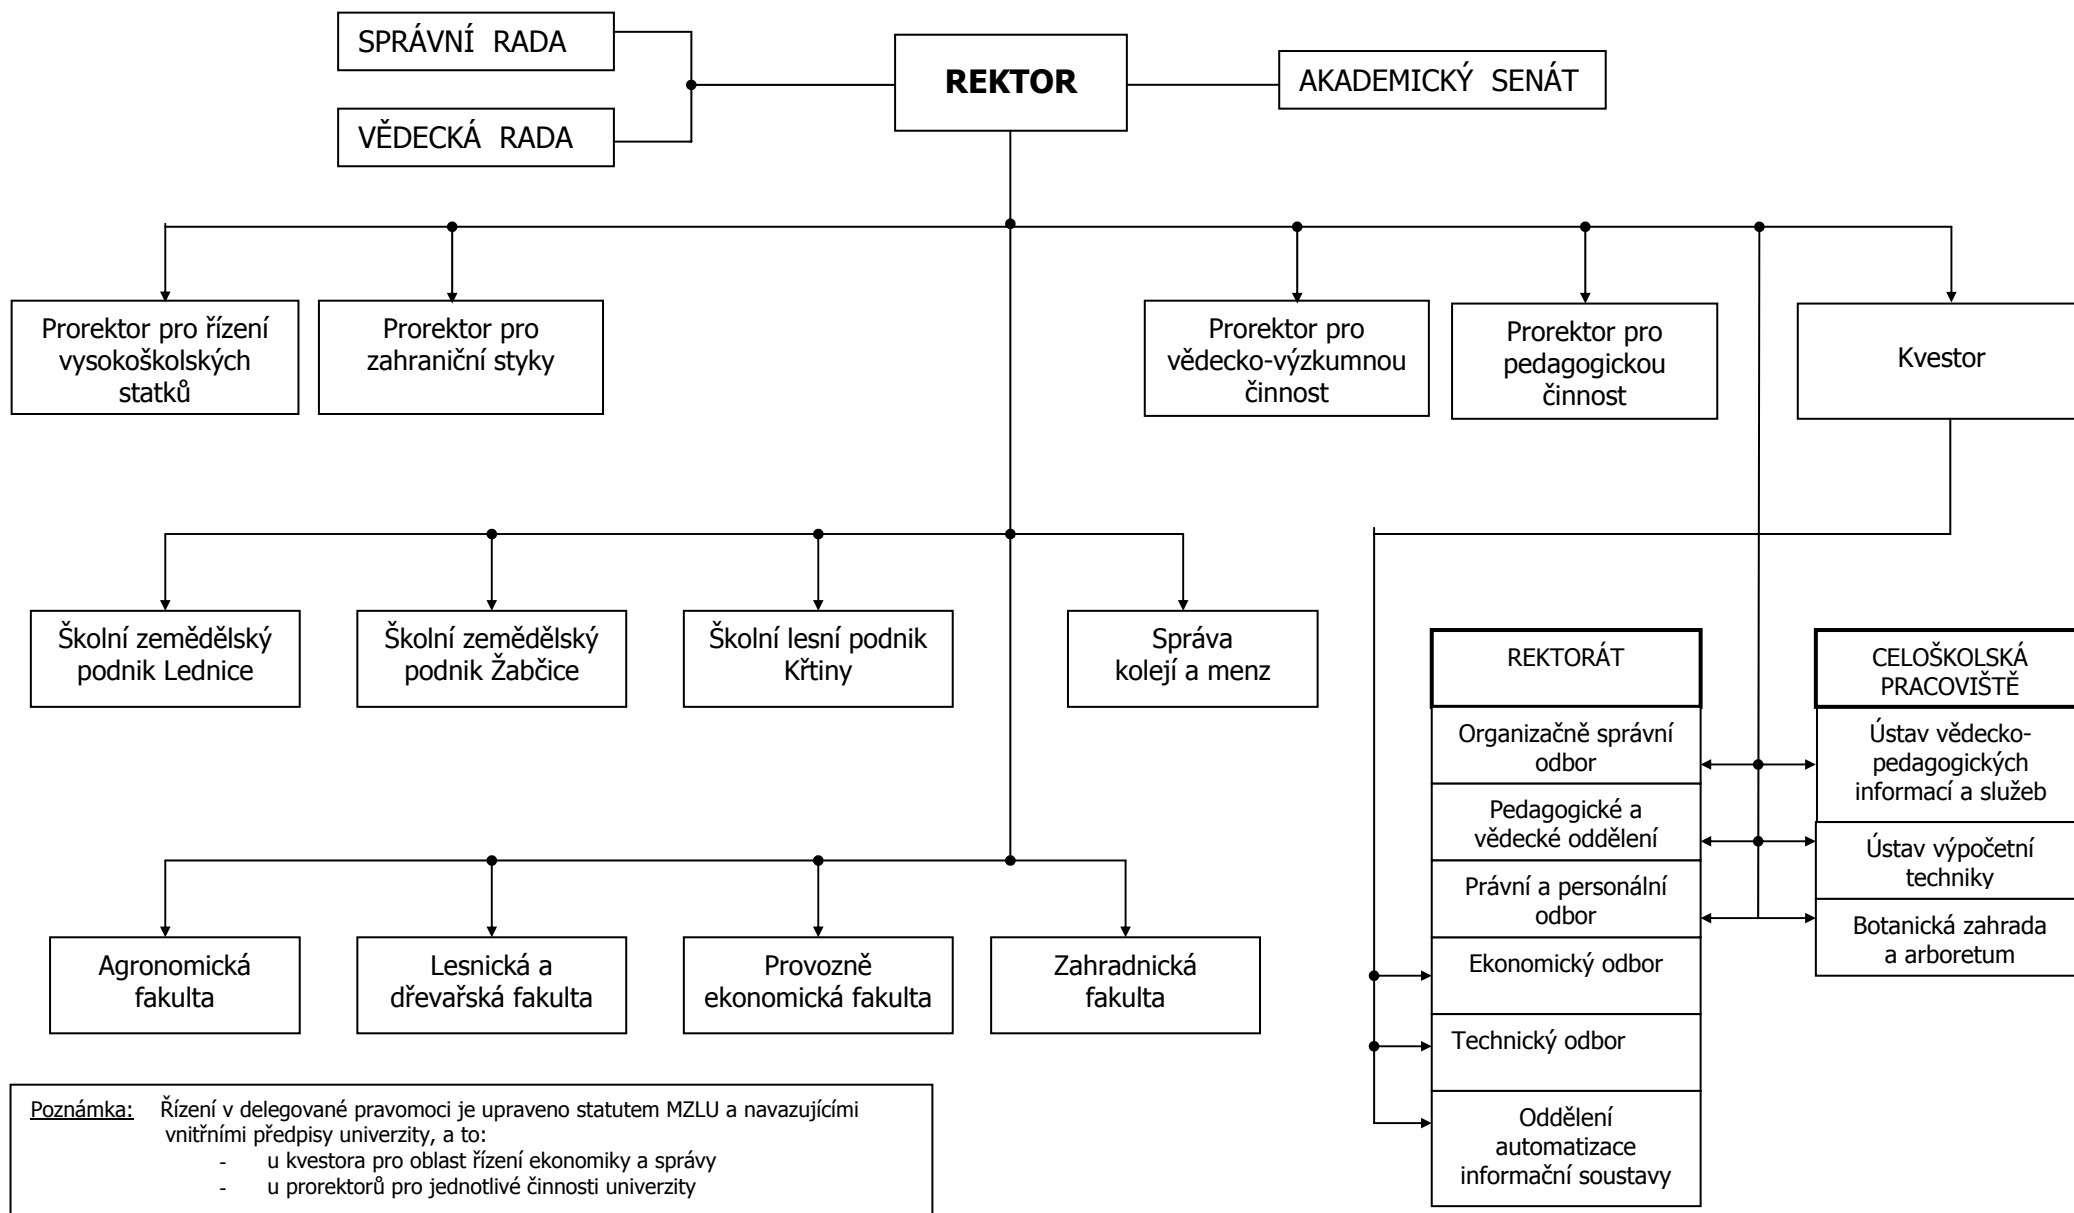 SPRÁVNÍ RADA
REKTOR
AKADEMICKÝ SENÁT
VĚDECKÁ RADA
Prorektor pro řízení
vysokoškolských
statků
Prorektor pro
zahraniční styky
Prorektor pro
vědecko-výzkumnou
činnost
Prorektor pro
pedagogickou
činnost
Kvestor
Školní zemědělský
podnik Lednice
Školní zemědělský
podnik Žabčice
Školní lesní podnik
Křtiny
Správa
kolejí a menz
REKTORÁT
Organizačně správní
odbor
Pedagogické a
vědecké oddělení
Právní a personální
odbor
Ekonomický odbor
Technický odbor
Oddělení
automatizace
informační soustavy
CELOŠKOLSKÁ
PRACOVIŠTĚ
Ústav vědecko-
pedagogických
informací a služeb
Ústav výpočetní
techniky
Botanická zahrada
a arboretum
Agronomická
fakulta
Lesnická a
dřevařská fakulta
Provozně
ekonomická fakulta
Zahradnická
fakulta
Poznámka: Řízení v delegované pravomoci je upraveno statutem MZLU a navazujícími
vnitřními předpisy univerzity, a to:
- u kvestora pro oblast řízení ekonomiky a správy
- u prorektorů pro jednotlivé činnosti univerzity